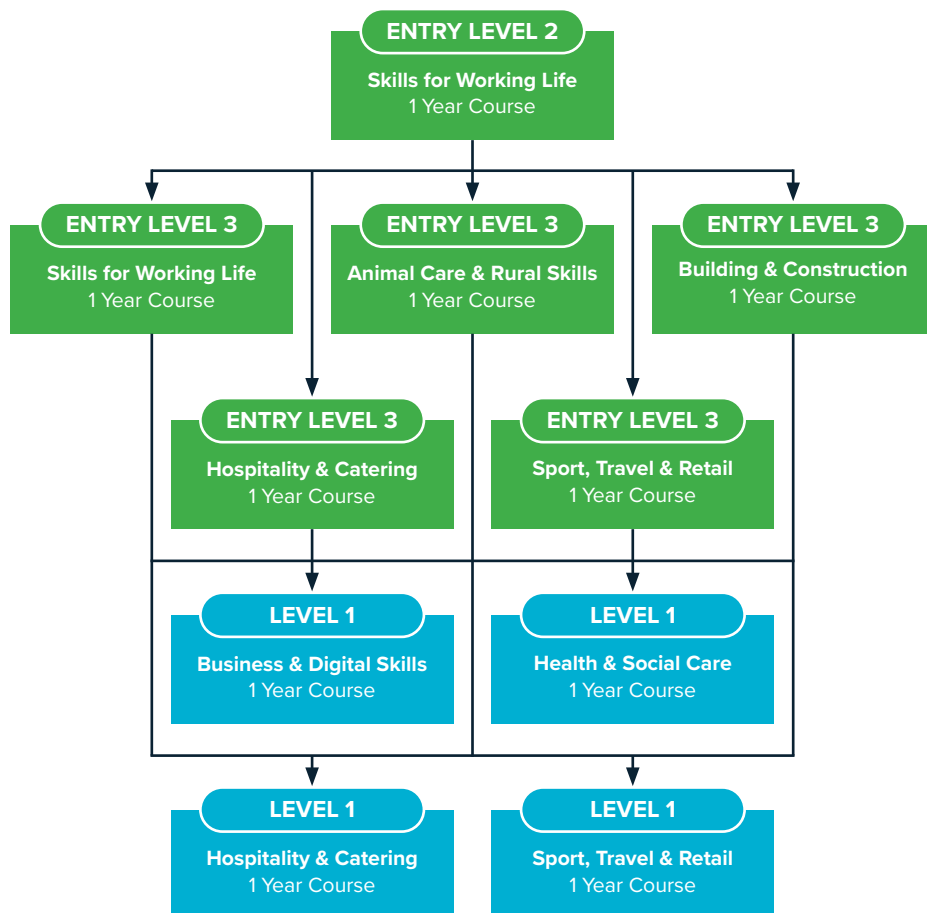 ENTRY LEVEL 2
Skills for Working Life
1 Year Course
ENTRY LEVEL 3
Skills for Working Life
1 Year Course
ENTRY LEVEL 3
Animal Care & Rural Skills
1 Year Course
ENTRY LEVEL 3
Building & Construction
1 Year Course
ENTRY LEVEL 3
Hospitality & Catering
1 Year Course
ENTRY LEVEL 3
Sport, Travel & Retail
1 Year Course
LEVEL 1
Business & Digital Skills
1 Year Course
LEVEL 1
Health & Social Care
1 Year Course
LEVEL 1
Hospitality & Catering
1 Year Course
LEVEL 1
Sport, Travel & Retail
1 Year Course